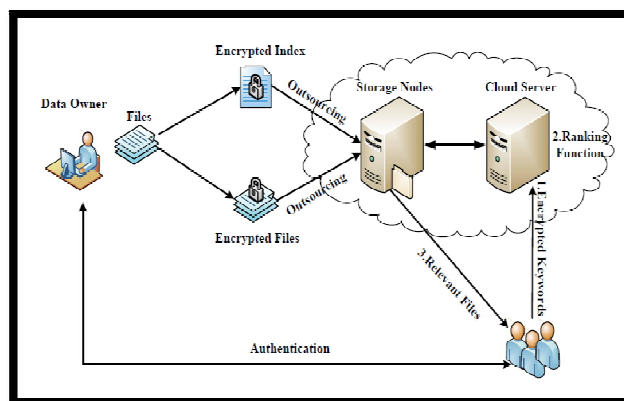 Encrypted Index
Data Owner
Files
Outsourcing
Storage Nodes
Cloud Server
2.Ranking
Function
Outsourcing
Encrypted Files
1.Encrypted Keywords
3.Relevant Files
Authentication